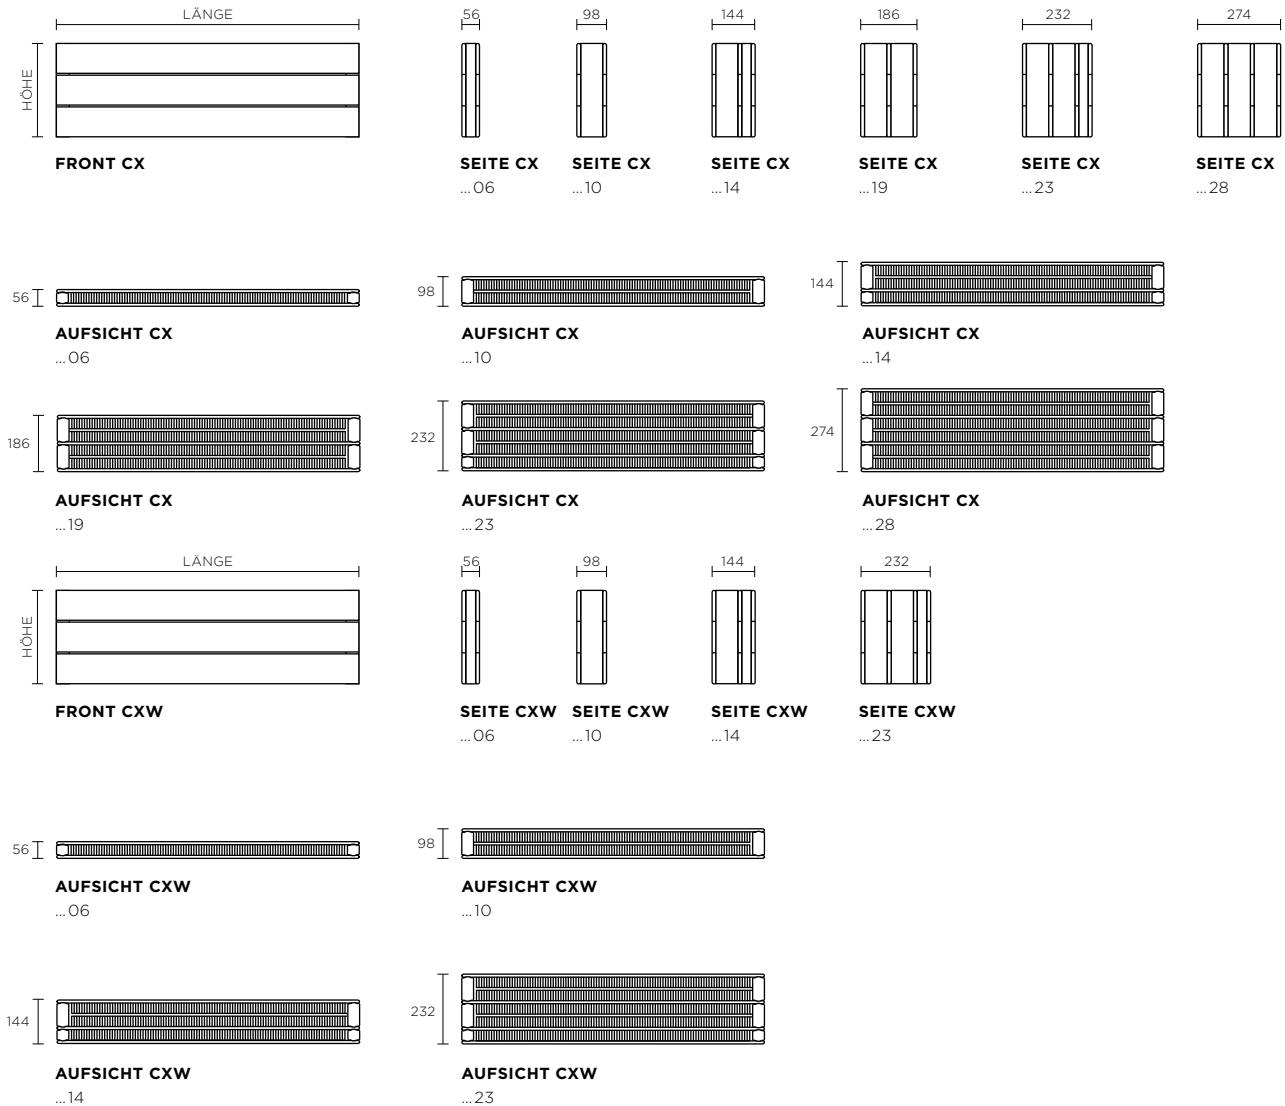 LÄNGE
56
98
144
186
232
274
HÖHE
FRONT CX
SEITE CX
...06
SEITE CX
...10
SEITE CX
...14
SEITE CX
...19
SEITE CX
...23
SEITE CX
...28
56
AUFSICHT CX
...06
98
AUFSICHT CX
...10
144
AUFSICHT CX
...14
186
AUFSICHT CX
...19
232
AUFSICHT CX
...23
274
AUFSICHT CX
...28
LÄNGE
56
98
144
232
HÖHE
FRONT CXW
SEITE CXW
...06
SEITE CXW
...10
SEITE CXW
...14
SEITE CXW
...23
56
AUFSICHT CXW
...06
98
AUFSICHT CXW
...10
144
AUFSICHT CXW
...14
232
AUFSICHT CXW
...23